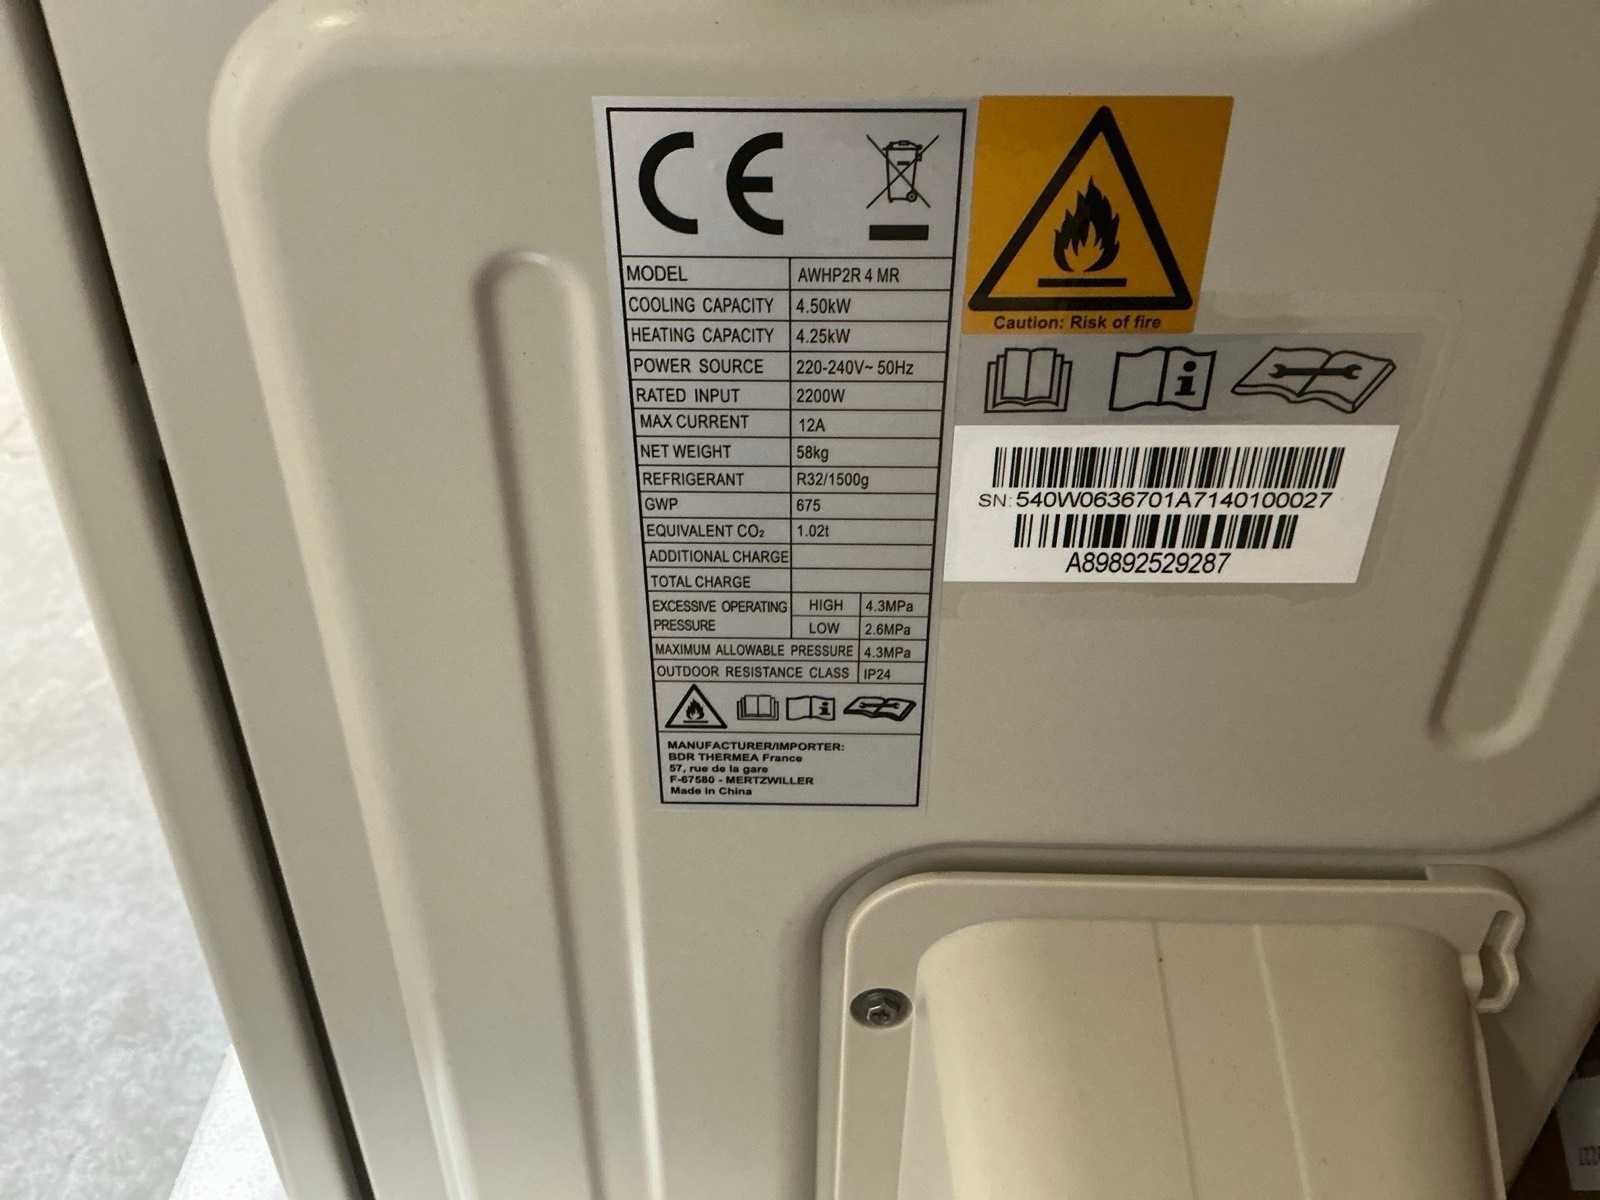 CE
MODEL AWHP2R 4 MR
COOLING CAPACITY 4.50kW
HEATING CAPACITY 4.25kW
POWER SOURCE 220-240V~ 50Hz
RATED INPUT 2200W
MAX CURRENT 12A
NET WEIGHT 58kg
REFRIGERANT R32/1500g
GWP 675
EQUIVALENT CO₂ 1.02t
ADDITIONAL CHARGE
TOTAL CHARGE
EXCESSIVE OPERATING PRESSURE HIGH 4.3MPa
LOW 2.6MPa
MAXIMUM ALLOWABLE PRESSURE 4.3MPa
OUTDOOR RESISTANCE CLASS IP24
MANUFACTURER/IMPORTER:
BDR THERMEA France
57, rue de la gare
F-67580 - MERTZWILLER
Made in China
Caution: Risk of fire
SN: 540W0636701A7140100027
A89892529287